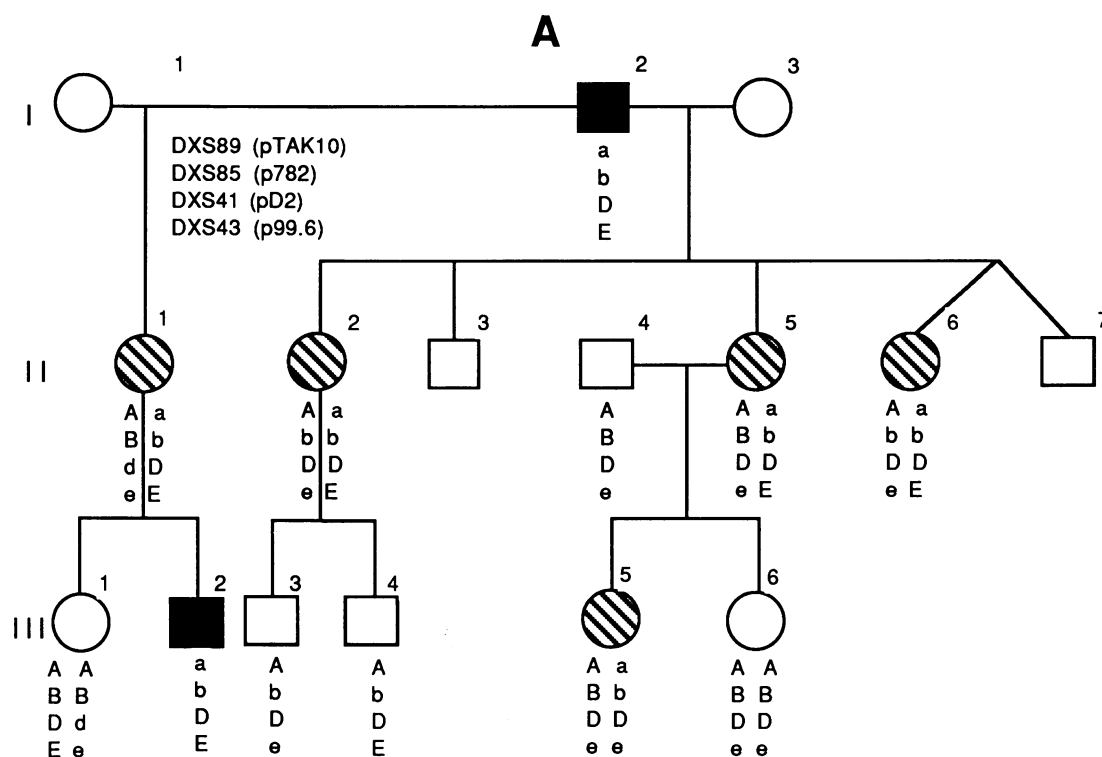 A
1
2
3
I
DXS89 (pTAK10)
DXS85 (p782)
DXS41 (pD2)
DXS43 (p99.6)
a
b
D
E
1
2
3
4
5
6
7
II
A a
B b
d D
e E
A a
b b
D D
e E
A
B
D
e
A a
B b
D D
e E
A a
b b
D D
e E
1
2
3
4
5
6
III
A A
B B
D d
E e
a
b
D
E
A
b
D
e
A
b
D
E
A a
B b
D D
e e
A A
B B
D D
e e